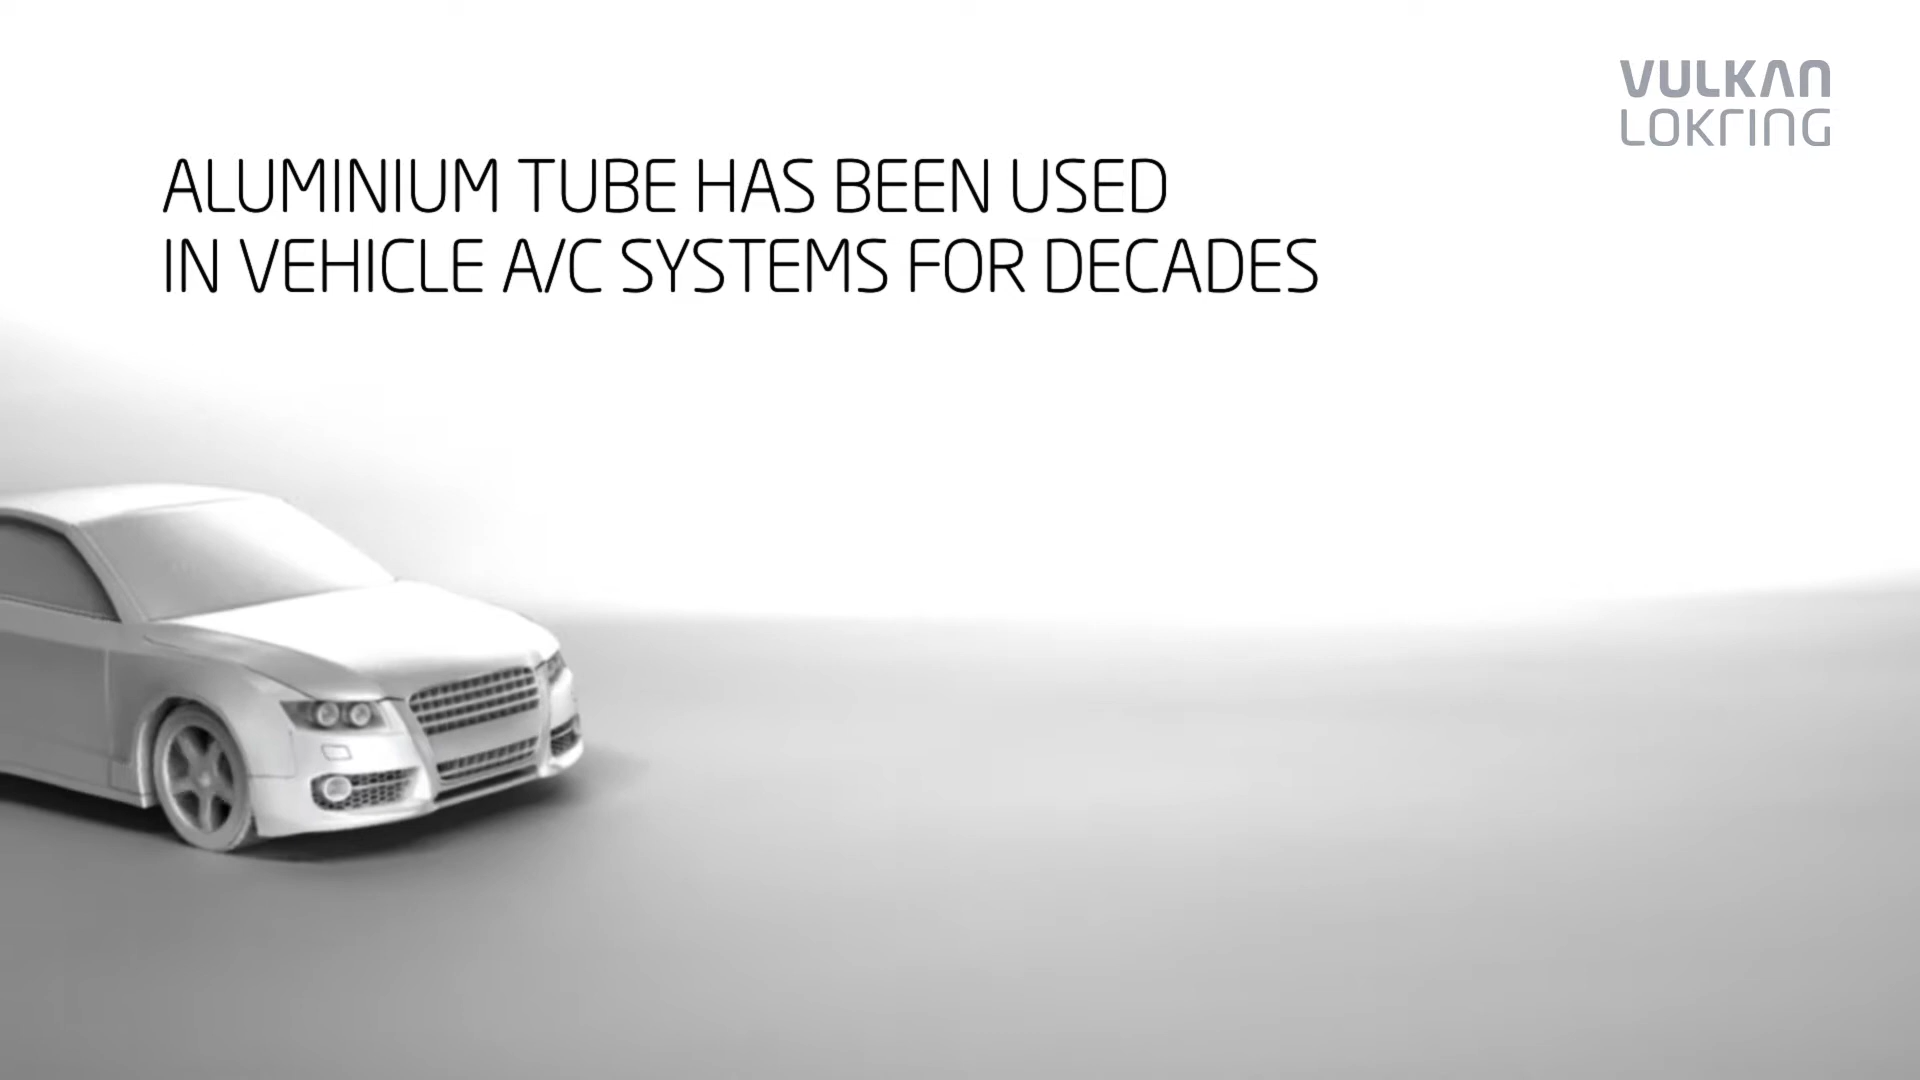 VULKAN
LOKRING
ALUMINIUM TUBE HAS BEEN USED
IN VEHICLE A/C SYSTEMS FOR DECADES